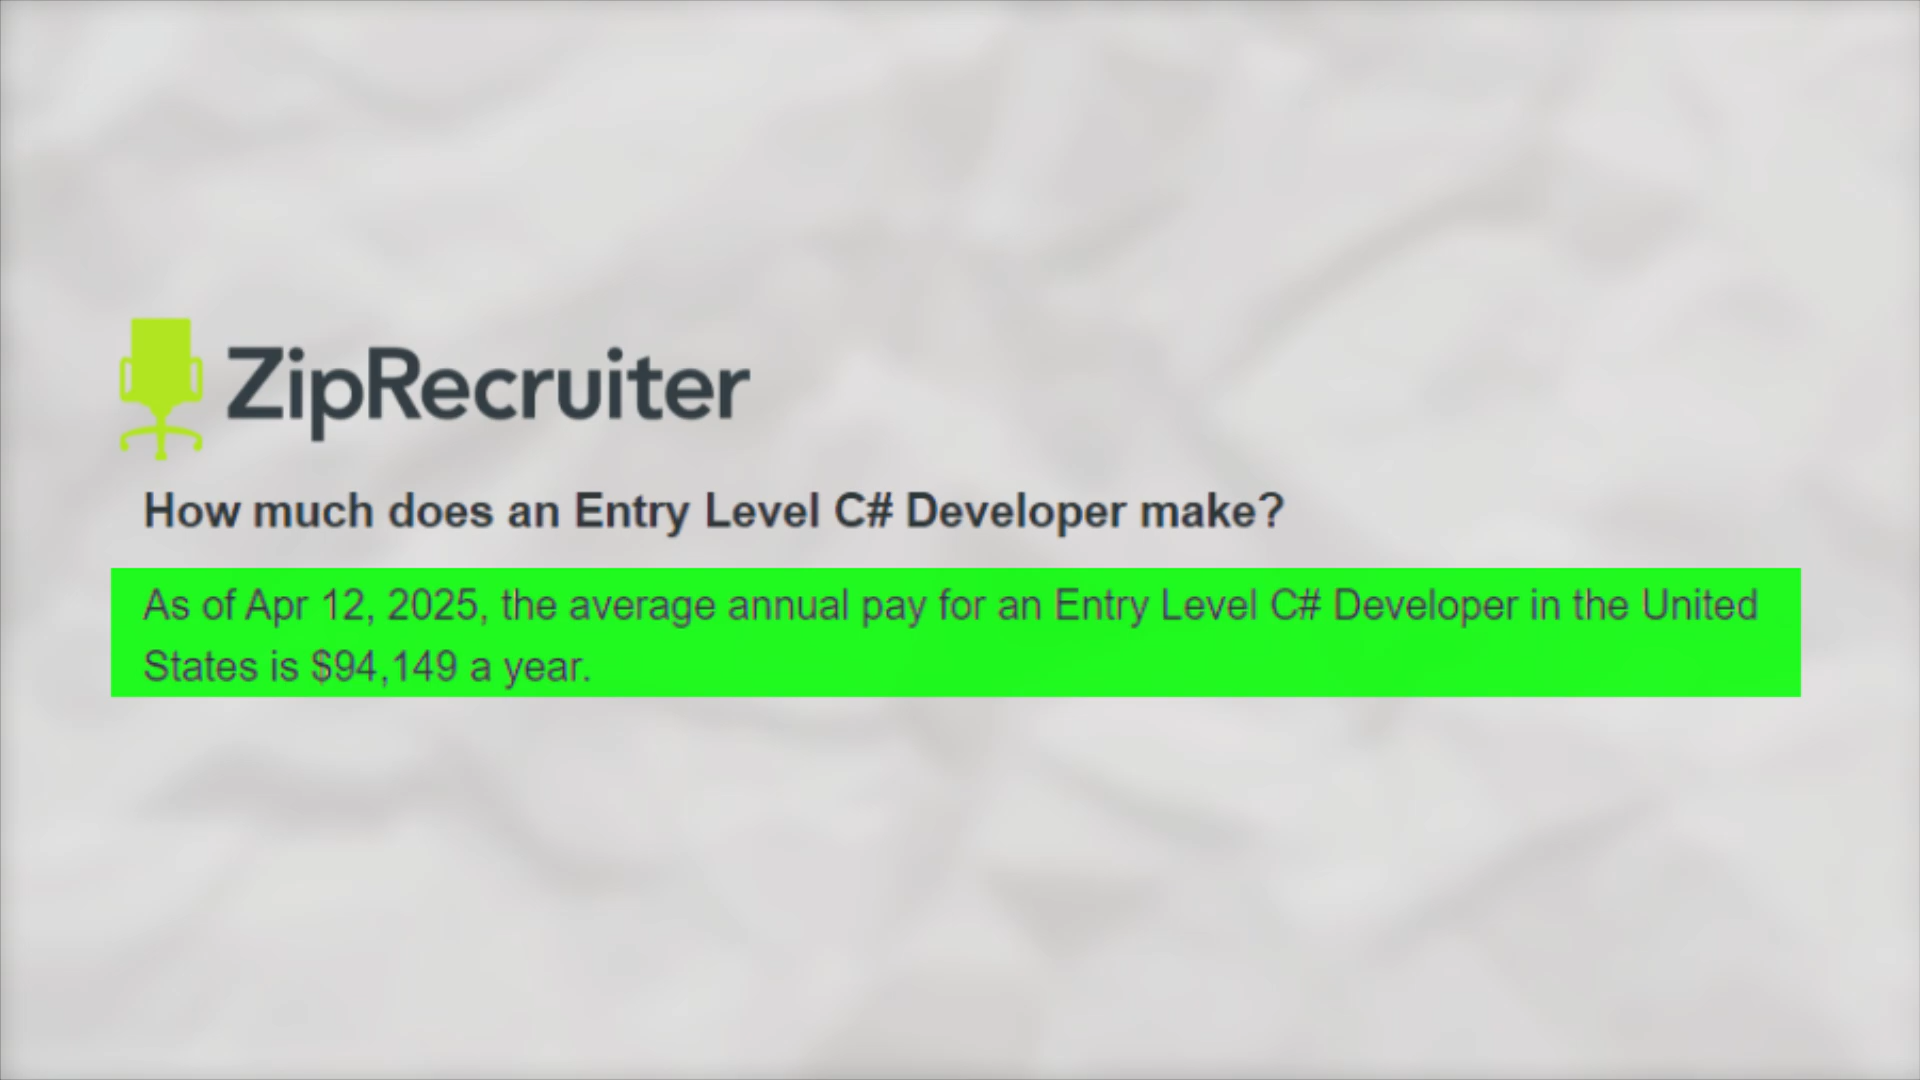 ZipRecruiter
How much does an Entry Level C# Developer make?
As of Apr 12, 2025, the average annual pay for an Entry Level C# Developer in the United
States is $94,149 a year.